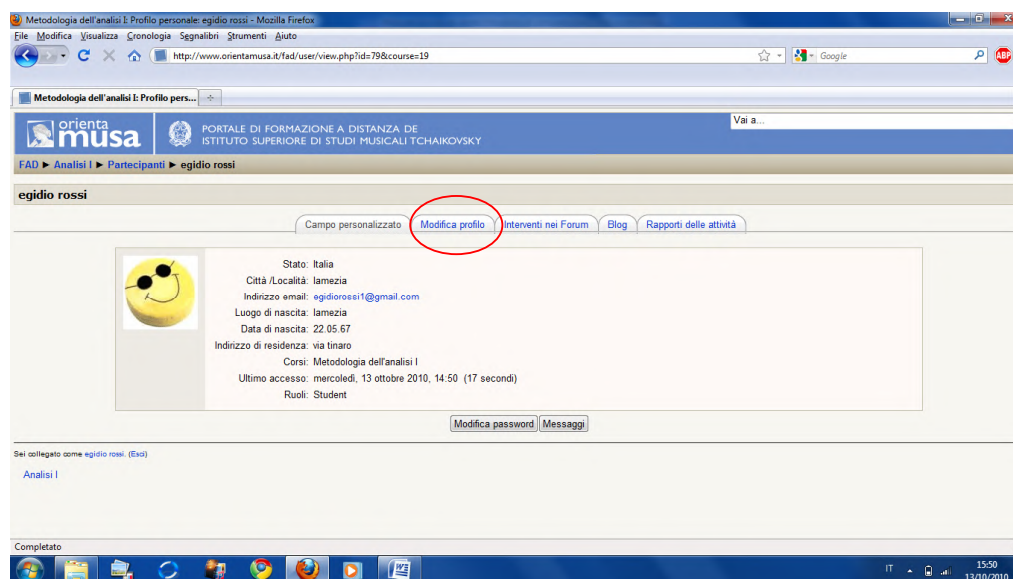 Metodologia dell'analisi I: Profilo personale: egidio rossi - Mozilla Firefox
File Modifica Visualizza Cronologia Segnalibri Strumenti Aiuto
http://www.orientamusa.it/fad/user/view.php?id=79&course=19
Google
ABP
Metodologia dell'analisi I: Profilo pers...
orienta
musa
PORTALE DI FORMAZIONE A DISTANZA DE
ISTITUTO SUPERIORE DI STUDI MUSICALI TCHAIKOVSKY
Vai a...
FAD ► Analisi I ► Partecipanti ► egidio rossi
egidio rossi
Campo personalizzato Modifica profilo Interventi nei Forum Blog Rapporti delle attività
Stato: Italia
Città /Località: lamezia
Indirizzo email: egidiorossi1@gmail.com
Luogo di nascita: lamezia
Data di nascita: 22.05.67
Indirizzo di residenza: via tinaro
Corsi: Metodologia dell'analisi I
Ultimo accesso: mercoledì, 13 ottobre 2010, 14:50 (17 secondi)
Ruoli: Student
Modifica password Messaggi
Sei collegato come egidio rossi. (Esci)
Analisi I
Completato
IT
15:50
13/10/2010